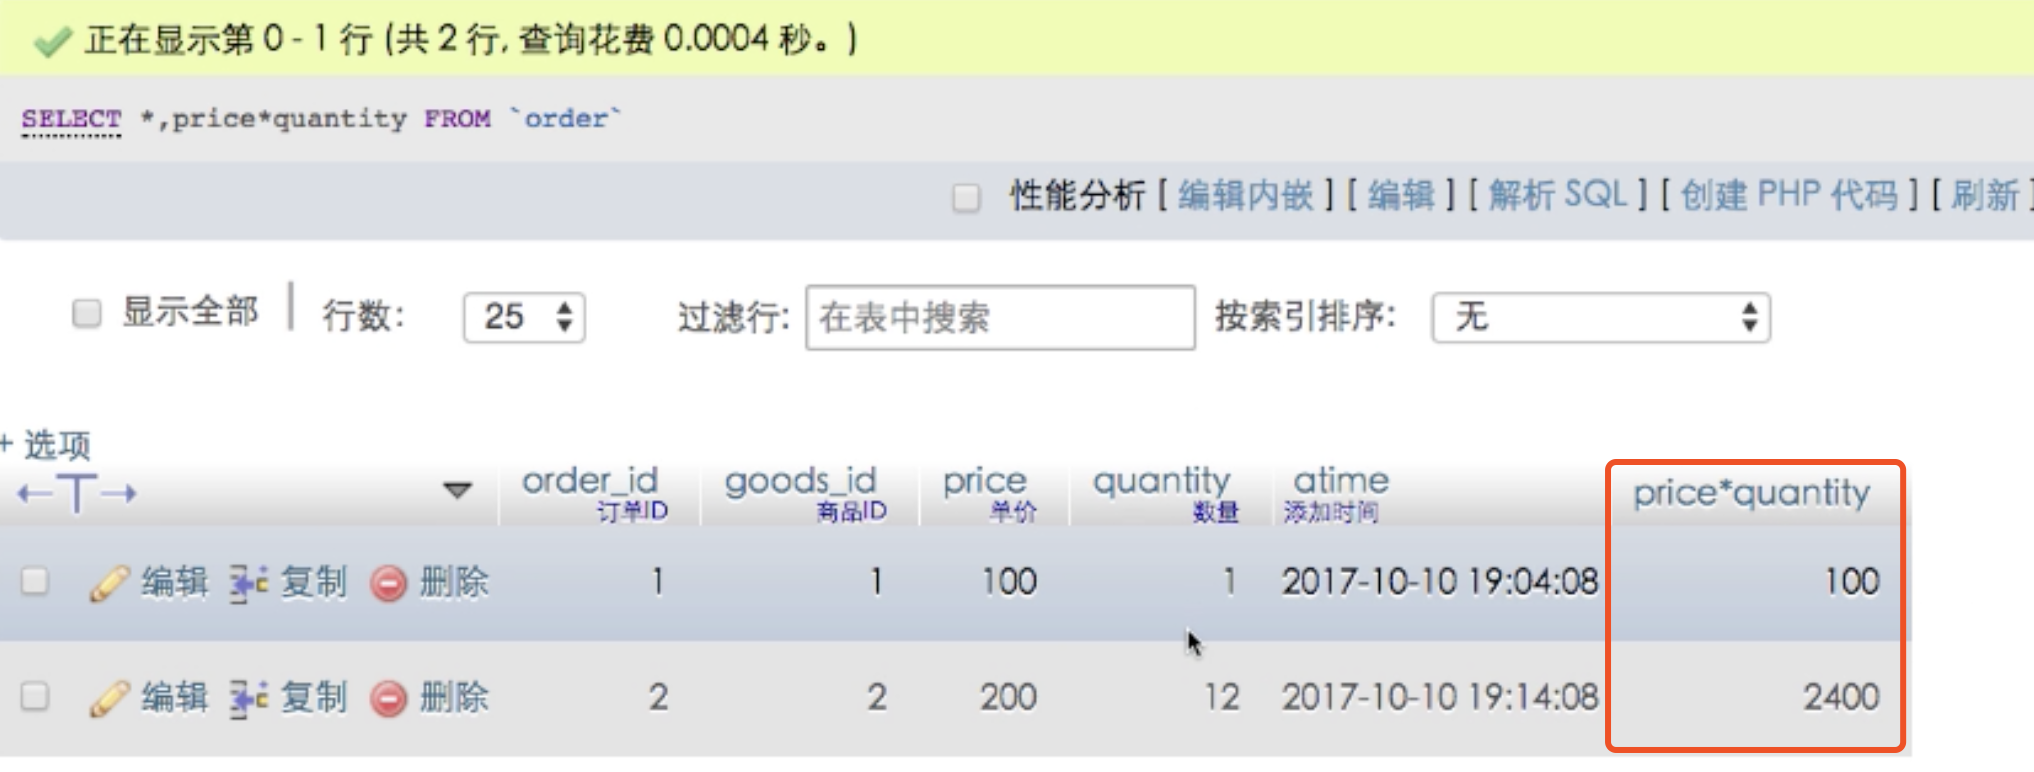 正在显示第 0 - 1 行 (共 2 行, 查询花费 0.0004 秒。)
SELECT *,price*quantity FROM `order`
性能分析 [ 编辑内嵌 ] [ 编辑 ] [ 解析 SQL ] [ 创建 PHP 代码 ] [ 刷新 ]
显示全部 | 行数: 25 过滤行: 在表中搜索 按索引排序: 无
+ 选项
←T→ order_id goods_id price quantity atime price*quantity
订单ID 商品ID 单价 数量 添加时间
编辑 复制 删除 1 1 100 1 2017-10-10 19:04:08 100
编辑 复制 删除 2 2 200 12 2017-10-10 19:14:08 2400